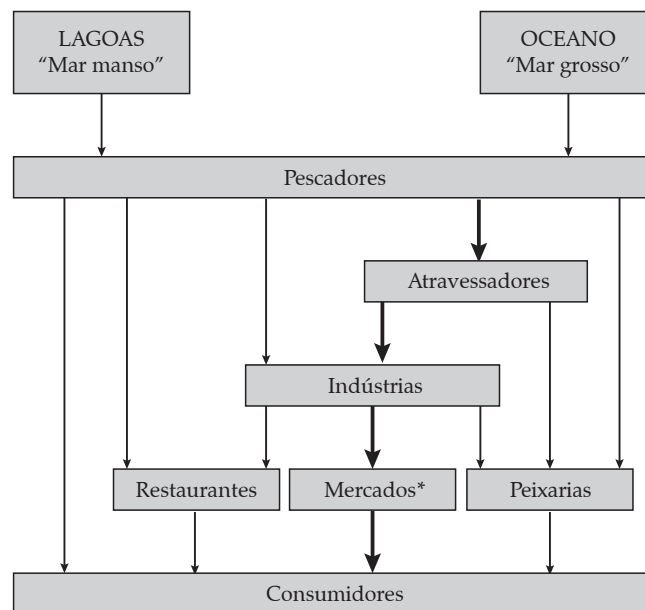 LAGOAS
“Mar manso”
OCEANO
“Mar grosso”
Pescadores
Atravessadores
Indústrias
Restaurantes
Mercados*
Peixarias
Consumidores